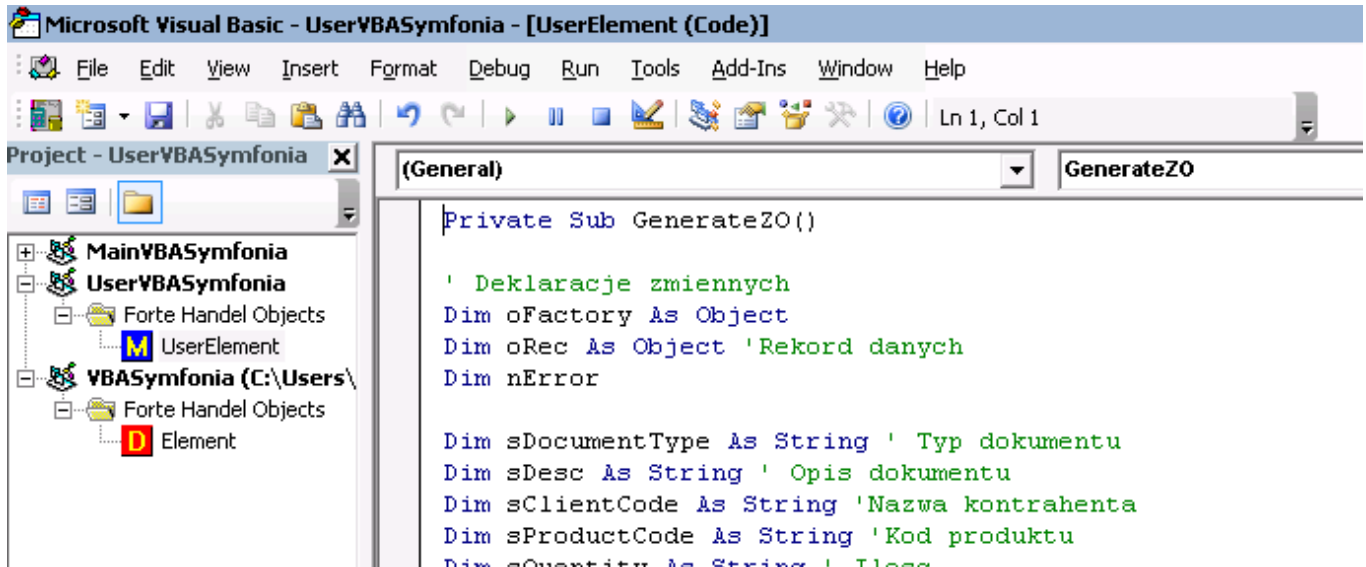 Microsoft Visual Basic - UserVBASymfonia - [UserElement (Code)]
File Edit View Insert Format Debug Run Tools Add-Ins Window Help
Ln 1, Col 1
Project - UserVBASymfonia
(General) GenerateZO
MainVBASymfonia
UserVBASymfonia
Forte Handel Objects
M UserElement
VBASymfonia (C:\Users\
Forte Handel Objects
D Element
Private Sub GenerateZO()
' Deklaracje zmiennych
Dim oFactory As Object
Dim oRec As Object 'Rekord danych
Dim nError
Dim sDocumentType As String ' Typ dokumentu
Dim sDesc As String ' Opis dokumentu
Dim sClientCode As String 'Nazwa kontrahenta
Dim sProductCode As String 'Kod produktu
Dim sQuantity As String '